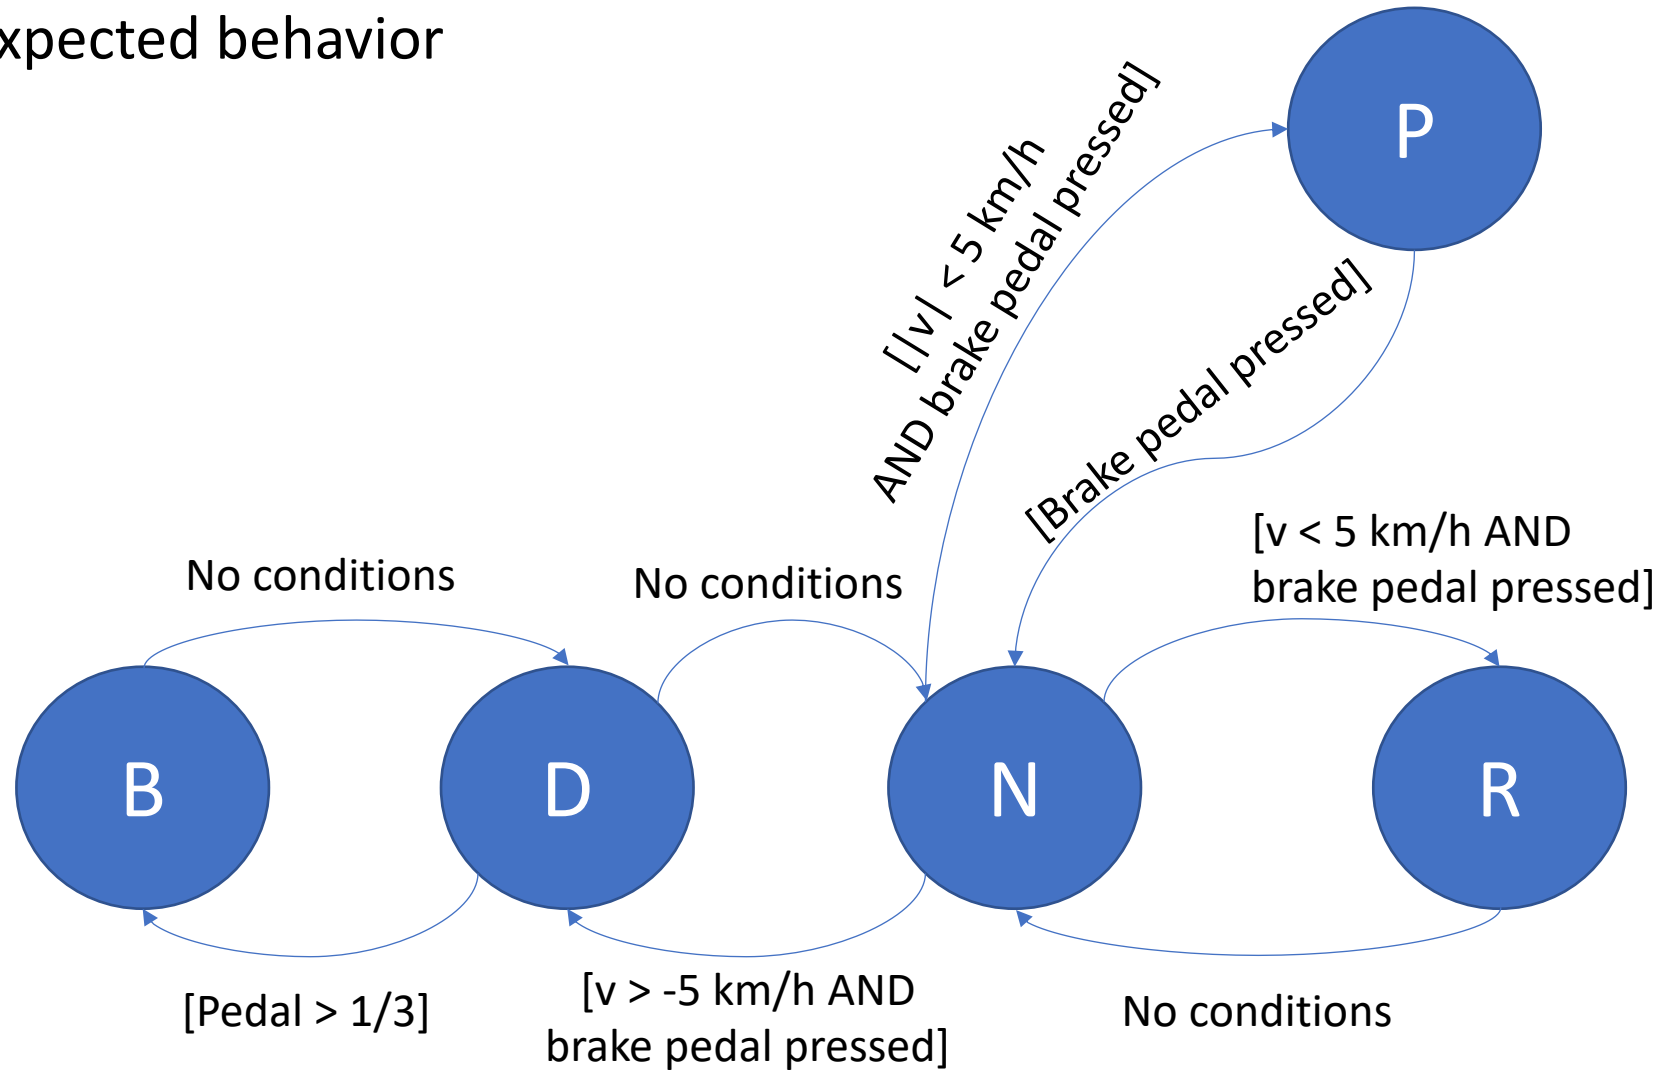 xpected behavior
P
[|v| < 5 km/h
AND brake pedal pressed]
[Brake pedal pressed]
[v < 5 km/h AND
brake pedal pressed]
No conditions
No conditions
B
D
N
R
[Pedal > 1/3]
[v > -5 km/h AND
brake pedal pressed]
No conditions